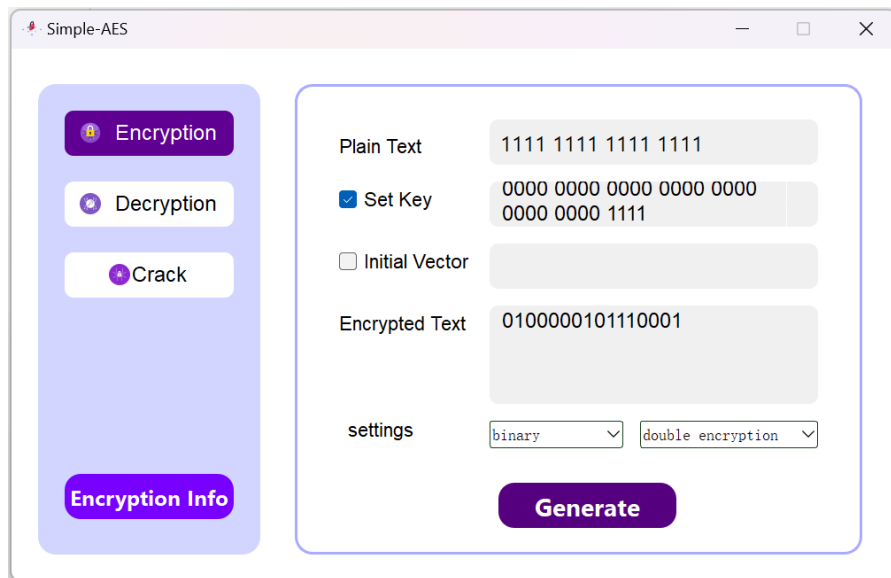 Simple-AES
Encryption
Decryption
Crack
Encryption Info
Plain Text
1111 1111 1111 1111
Set Key
0000 0000 0000 0000 0000
0000 0000 1111
Initial Vector
Encrypted Text
0100000101110001
settings
binary
double encryption
Generate